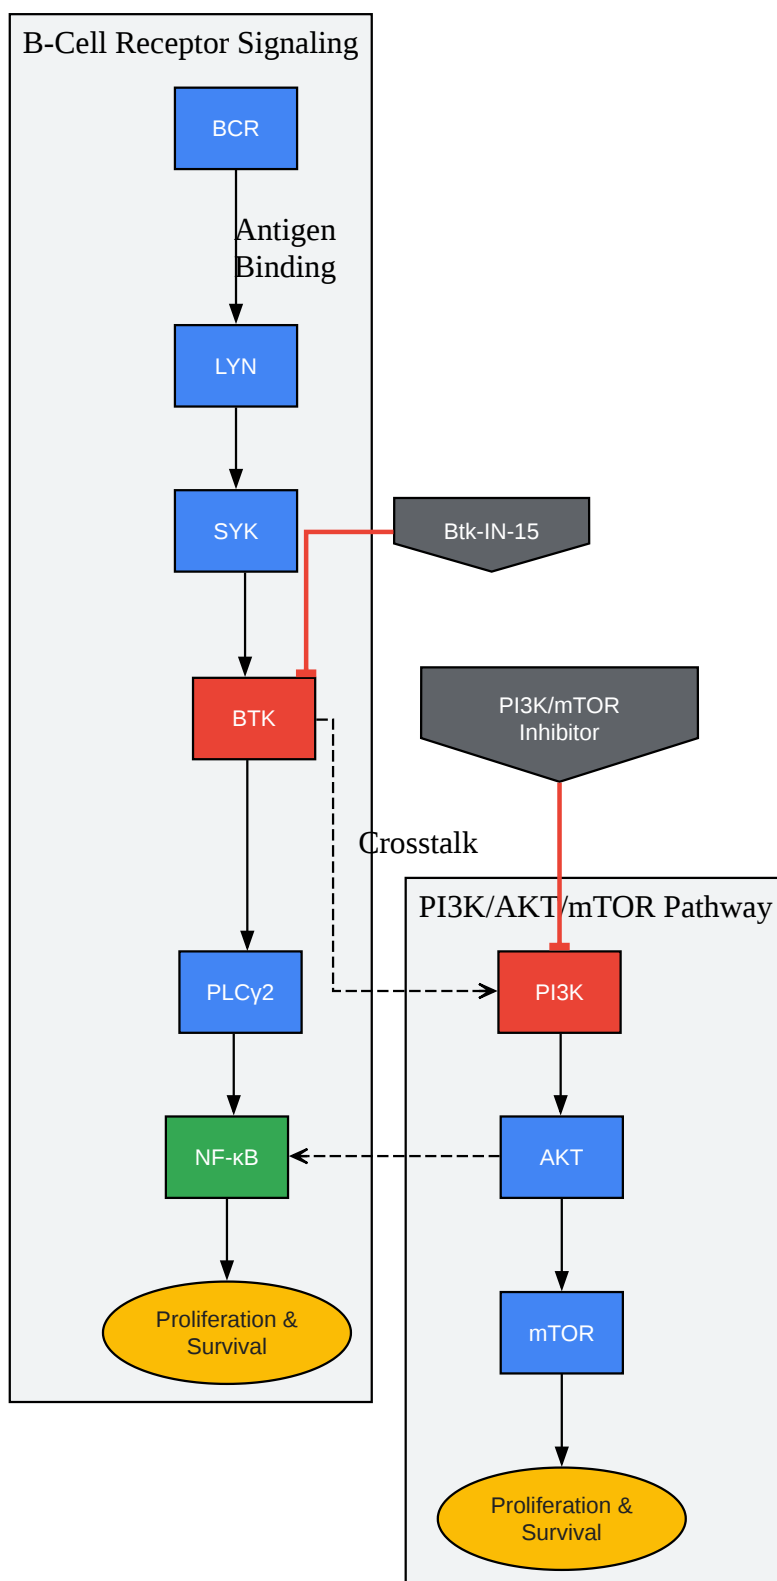 B-Cell Receptor Signaling
BCR
Antigen
Binding
LYN
SYK
Btk-IN-15
BTK
PI3K/mTOR
Inhibitor
Crosstalk
PI3K/AKT/mTOR Pathway
PLCγ2
PI3K
NF-κB
AKT
Proliferation &
Survival
mTOR
Proliferation &
Survival